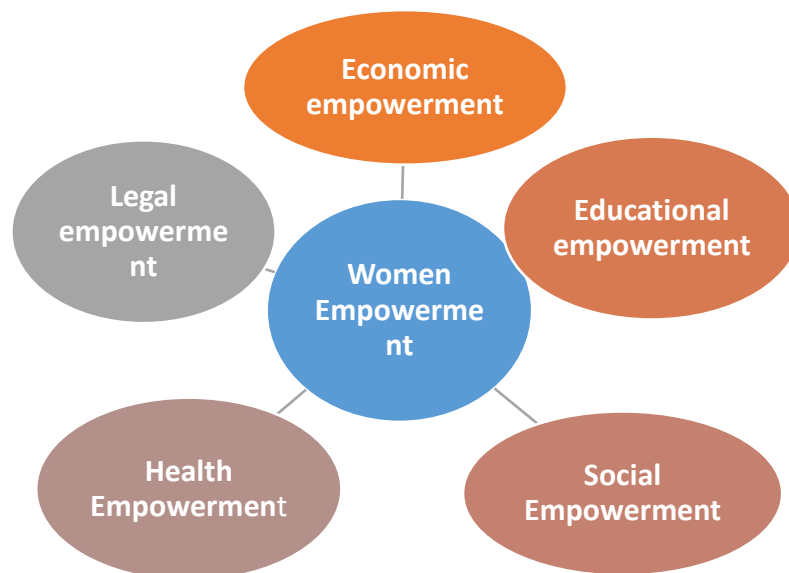 Economic
empowerment
Legal
empowerme
nt
Educational
empowerment
Women
Empowerme
nt
Health
Empowerment
Social
Empowerment